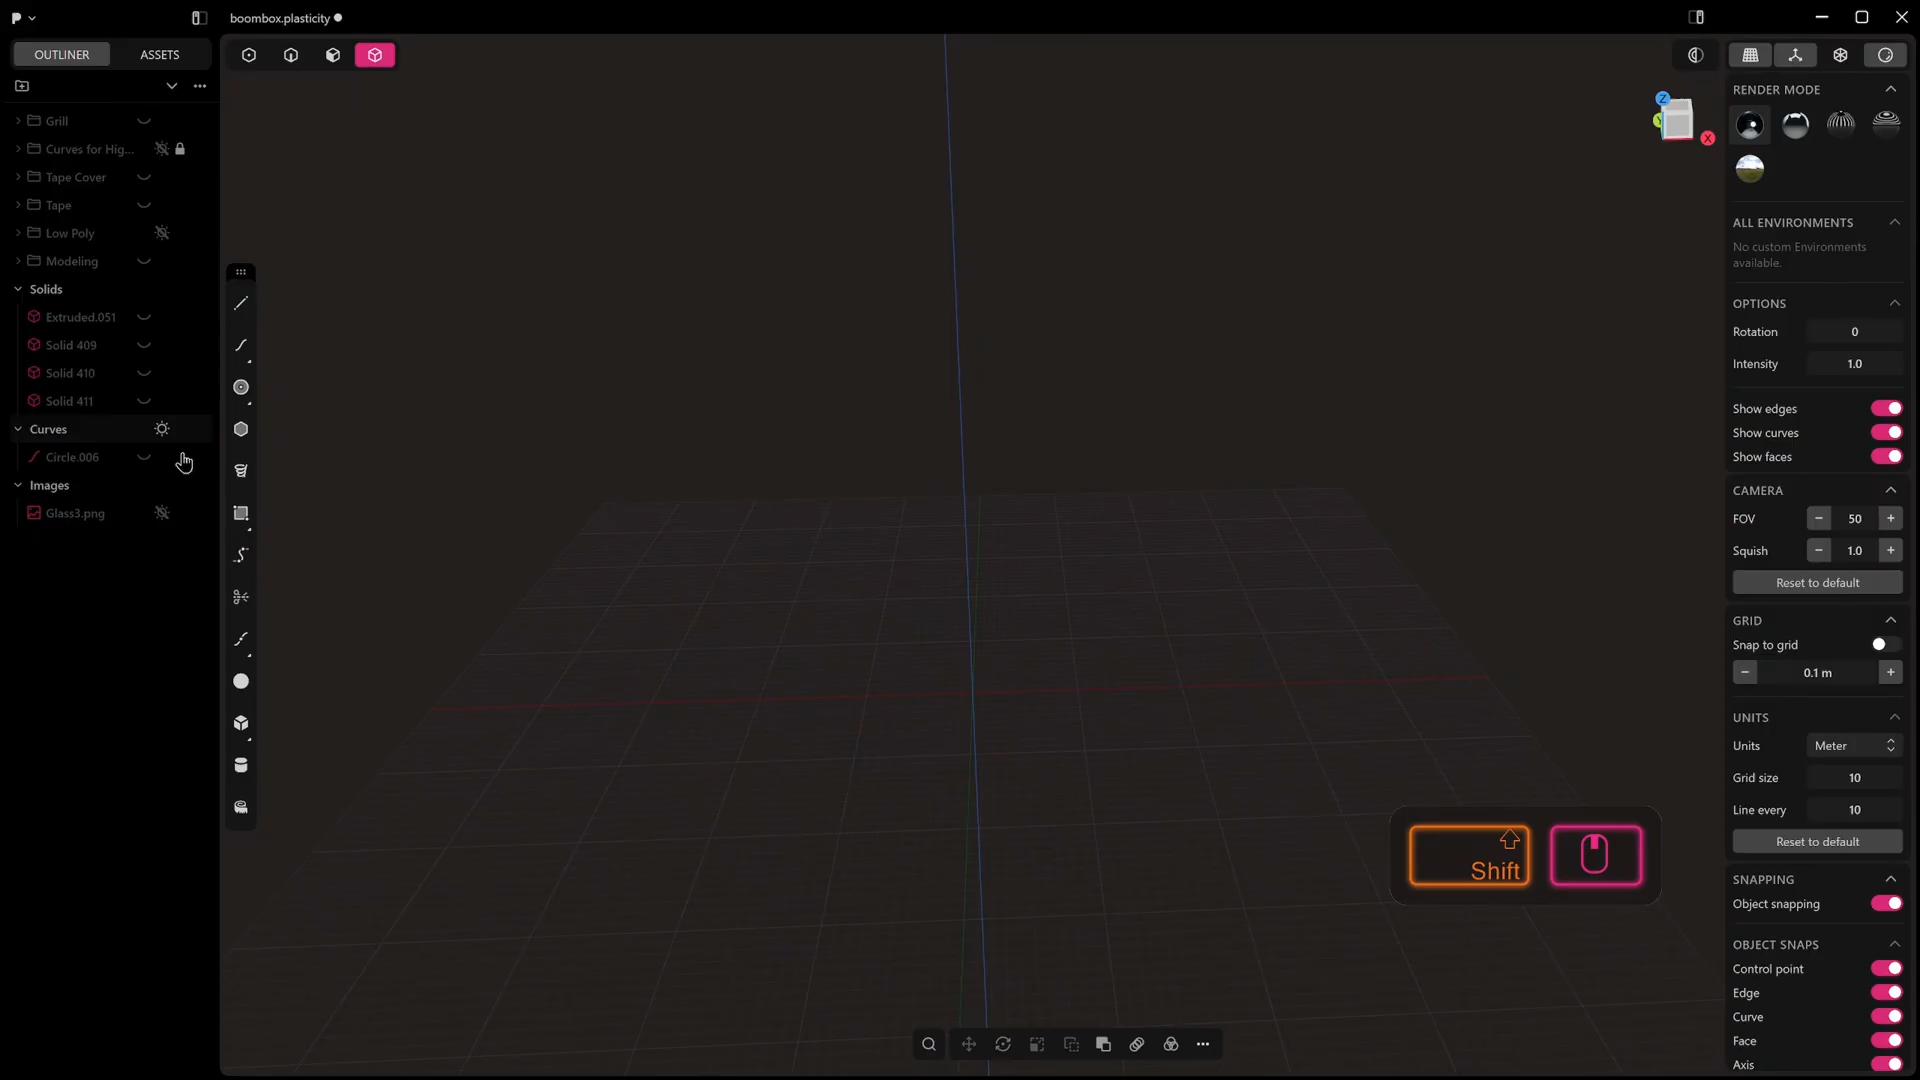 boombox.plasticity
OUTLINER
ASSETS
Grill
Curves for Hig...
Tape Cover
Tape
Low Poly
Modeling
Solids
Extruded.051
Solid 409
Solid 410
Solid 411
Curves
Circle.006
Images
Glass3.png
Z
Y
X
Shift
RENDER MODE
ALL ENVIRONMENTS
No custom Environments
available.
OPTIONS
Rotation 0
Intensity 1.0
Show edges
Show curves
Show faces
CAMERA
FOV − 50 +
Squish − 1.0 +
Reset to default
GRID
Snap to grid
− 0.1 m +
UNITS
Units Meter
Grid size 10
Line every 10
Reset to default
SNAPPING
Object snapping
OBJECT SNAPS
Control point
Edge
Curve
Face
Axis